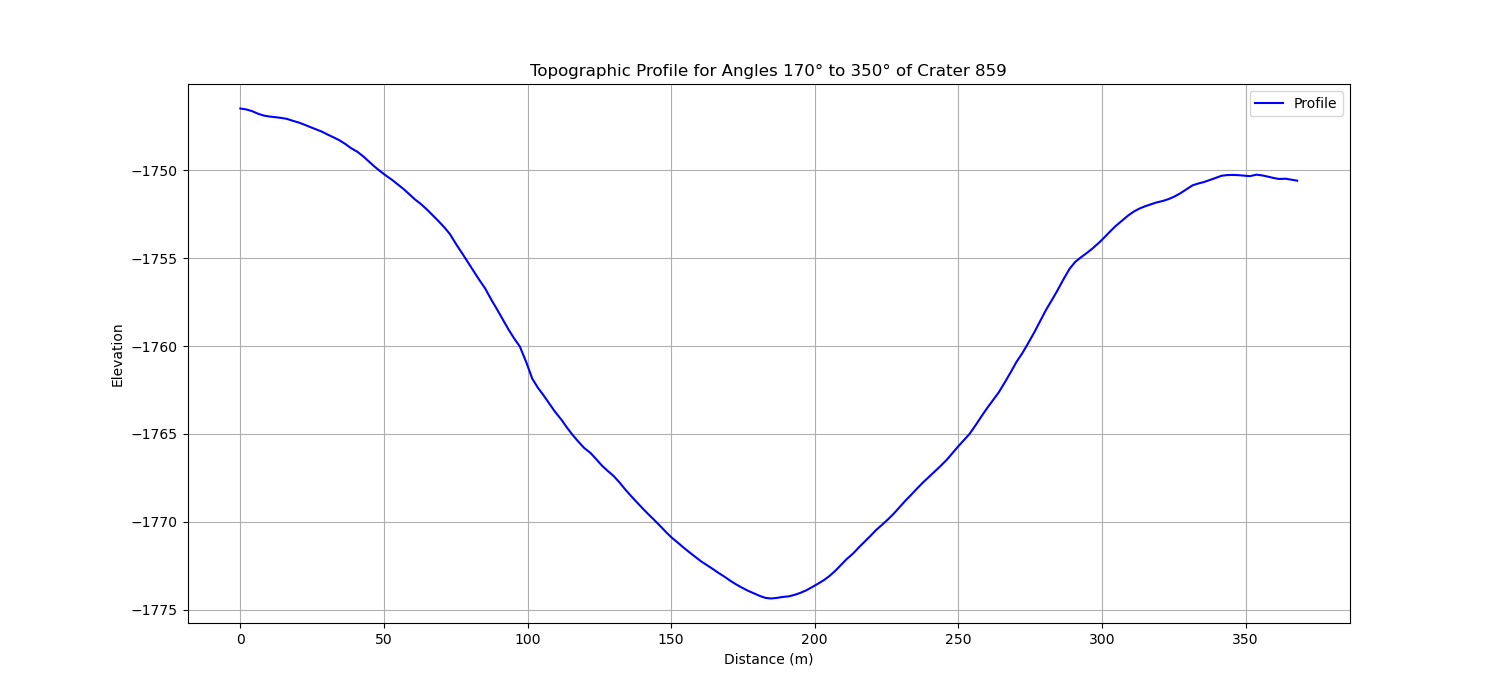 Topographic Profile for Angles 170° to 350° of Crater 859
Profile
Elevation
−1750
−1755
−1760
−1765
−1770
−1775
0 50 100 150 200 250 300 350
Distance (m)